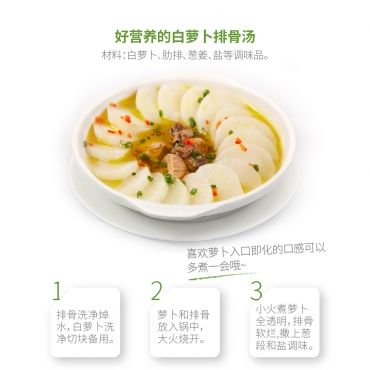 好营养的白萝卜排骨汤
材料:白萝卜、肋排、葱姜、盐等调味品。
喜欢萝卜入口即化的口感可以
多煮一会哦~
1
排骨洗净焯
水,白萝卜洗
净切块备用。
2
萝卜和排骨
放入锅中,
大火烧开。
3
小火煮萝卜
全透明，排骨
软烂,撒上葱
段和盐调味。